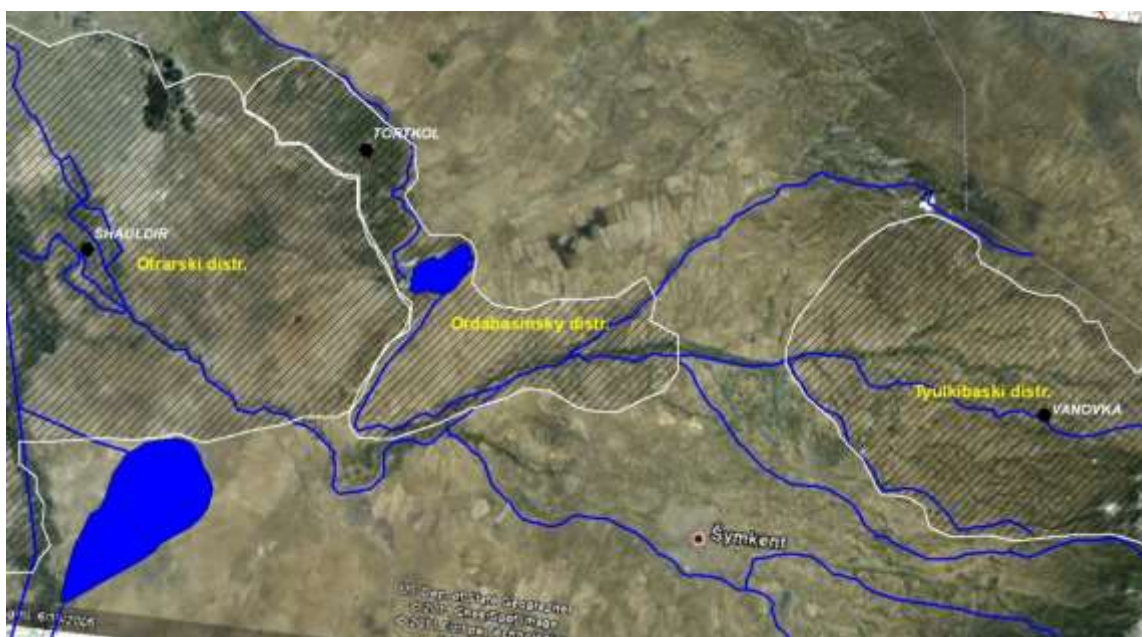 TORTKOL
SHAULDIR
Otrarski distr.
Ordabasinsky distr.
Tyulkibaski distr.
VANOVKA
Šymkent